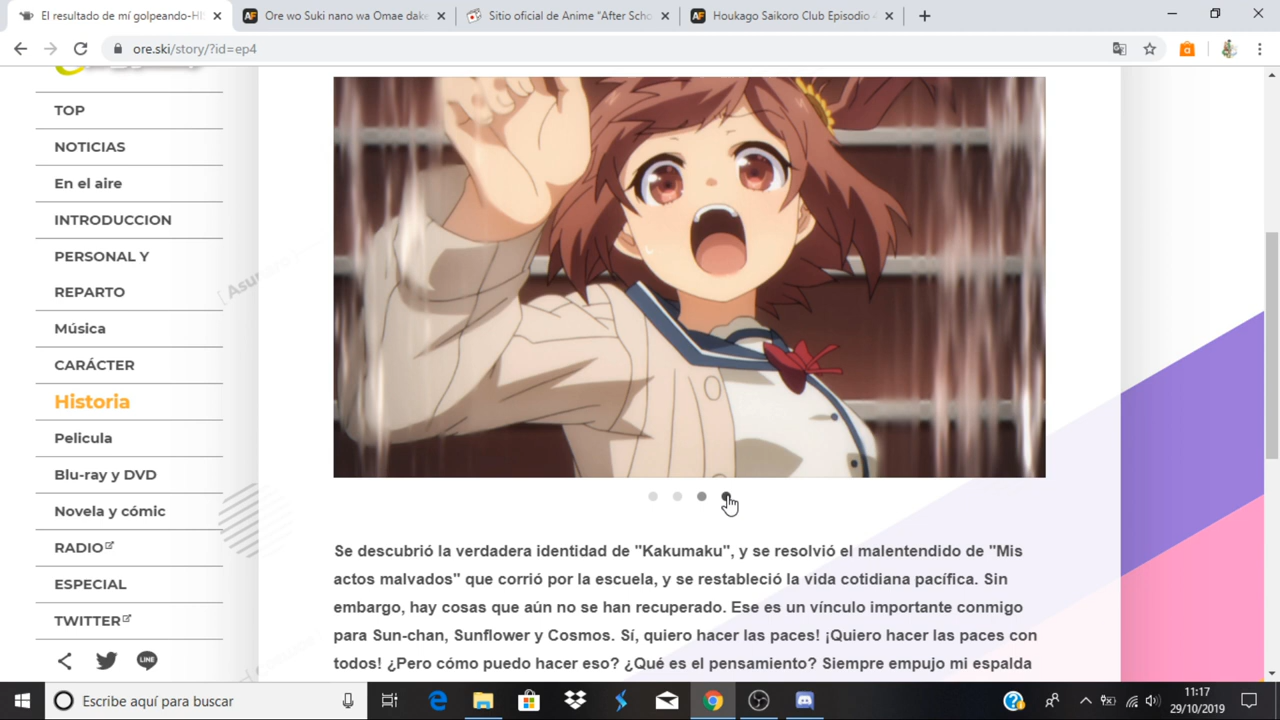 El resultado de mí golpeando-HIS
Ore wo Suki nano wa Omae dake
Sitio oficial de Anime "After Scho
Houkago Saikoro Club Episodio 4
ore.ski/story/?id=ep4
TOP
NOTICIAS
En el aire
INTRODUCCION
PERSONAL Y
REPARTO
Música
CARÁCTER
Historia
Pelicula
Blu-ray y DVD
Novela y cómic
RADIO
ESPECIAL
TWITTER
LINE
Se descubrió la verdadera identidad de "Kakumaku", y se resolvió el malentendido de "Mis
actos malvados" que corrió por la escuela, y se restableció la vida cotidiana pacífica. Sin
embargo, hay cosas que aún no se han recuperado. Ese es un vínculo importante conmigo
para Sun-chan, Sunflower y Cosmos. Sí, quiero hacer las paces! ¡Quiero hacer las paces con
todos! ¿Pero cómo puedo hacer eso? ¿Qué es el pensamiento? Siempre empujo mi espalda
Escribe aquí para buscar
11:17
29/10/2019